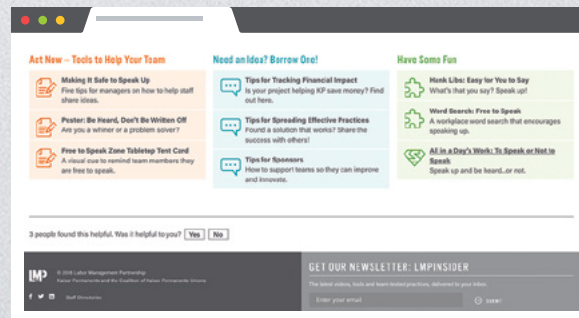 Act Now – Tools to Help Your Team
Making It Safe to Speak Up
Five tips for managers on how to help staff
share ideas.
Poster: Be Heard, Don't Be Written Off
Are you a whiner or a problem solver?
Free to Speak Zone Tabletop Tent Card
A visual cue to remind team members they
are free to speak.
Need an Idea? Borrow One!
Tips for Tracking Financial Impact
Is your project helping KP save money? Find
out here.
Tips for Spreading Effective Practices
Found a solution that works? Share the
success with others!
Tips for Sponsors
How to support teams so they can improve
and innovate.
Have Some Fun
Hank Libs: Easy for You to Say
What's that you say? Speak up!
Word Search: Free to Speak
A workplace word search that encourages
speaking up.
All in a Day's Work: To Speak or Not to
Speak
Speak up and be heard...or not.
3 people found this helpful. Was it helpful to you? Yes No
LMP
© 2016 Labor Management Partnership
Kaiser Permanente and the Coalition of Kaiser Permanente Unions
Staff Directories
GET OUR NEWSLETTER: LMPINSIDER
The latest videos, tools and team-tested practices, delivered to your inbox.
Enter your email
SUBMIT